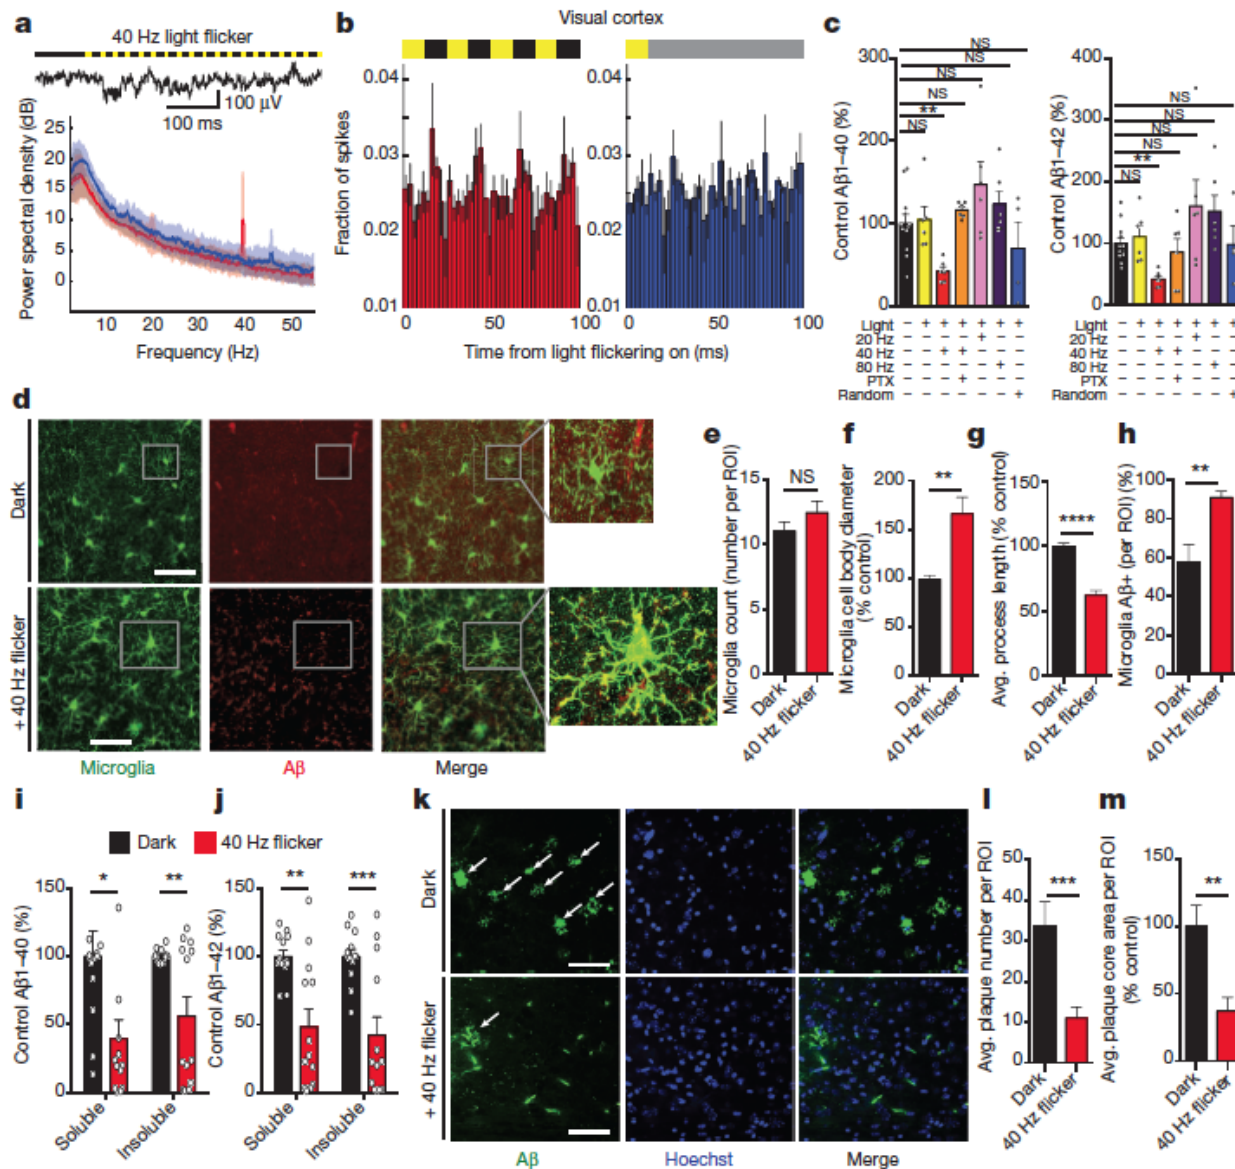 a
40 Hz light flicker
100 µV
100 ms
Power spectral density (dB)
25
20
15
10
5
0
10 20 30 40 50
Frequency (Hz)
b
Visual cortex
Fraction of spikes
0.04
0.03
0.02
0.01
0 50 100
0.04
0.03
0.02
0.01
0 50 100
Time from light flickering on (ms)
c
Control Aβ1–40 (%)
300
200
100
0
NS
NS
NS
NS
**
NS
Light – + + + + + +
20 Hz – – – – + – –
40 Hz – – + + – – –
80 Hz – – – – – + –
PTX – – – + – – –
Random – – – – – – +
Control Aβ1–42 (%)
400
300
200
100
0
NS
NS
NS
NS
**
NS
Light – + + + + + +
20 Hz – – – – + – –
40 Hz – – + + – – –
80 Hz – – – – – + –
PTX – – – + – – –
Random – – – – – – +
d
Dark
+ 40 Hz flicker
Microglia
Aβ
Merge
e
Microglia count (number per ROI)
15
10
5
0
NS
Dark
40 Hz flicker
f
Microglia cell body diameter
(% control)
200
150
100
50
0
**
Dark
40 Hz flicker
g
Avg. process length (% control)
150
100
50
0
****
Dark
40 Hz flicker
h
Microglia Aβ+ (per ROI) (%)
100
80
60
40
20
0
**
Dark
40 Hz flicker
i
Dark
40 Hz flicker
Control Aβ1–40 (%)
150
100
50
0
*
**
Soluble
Insoluble
j
Control Aβ1–42 (%)
150
100
50
0
**
***
Soluble
Insoluble
k
Dark
+ 40 Hz flicker
Aβ
Hoechst
Merge
l
Avg. plaque number per ROI
50
40
30
20
10
0
***
Dark
40 Hz flicker
m
Avg. plaque core area per ROI
(% control)
150
100
50
0
**
Dark
40 Hz flicker